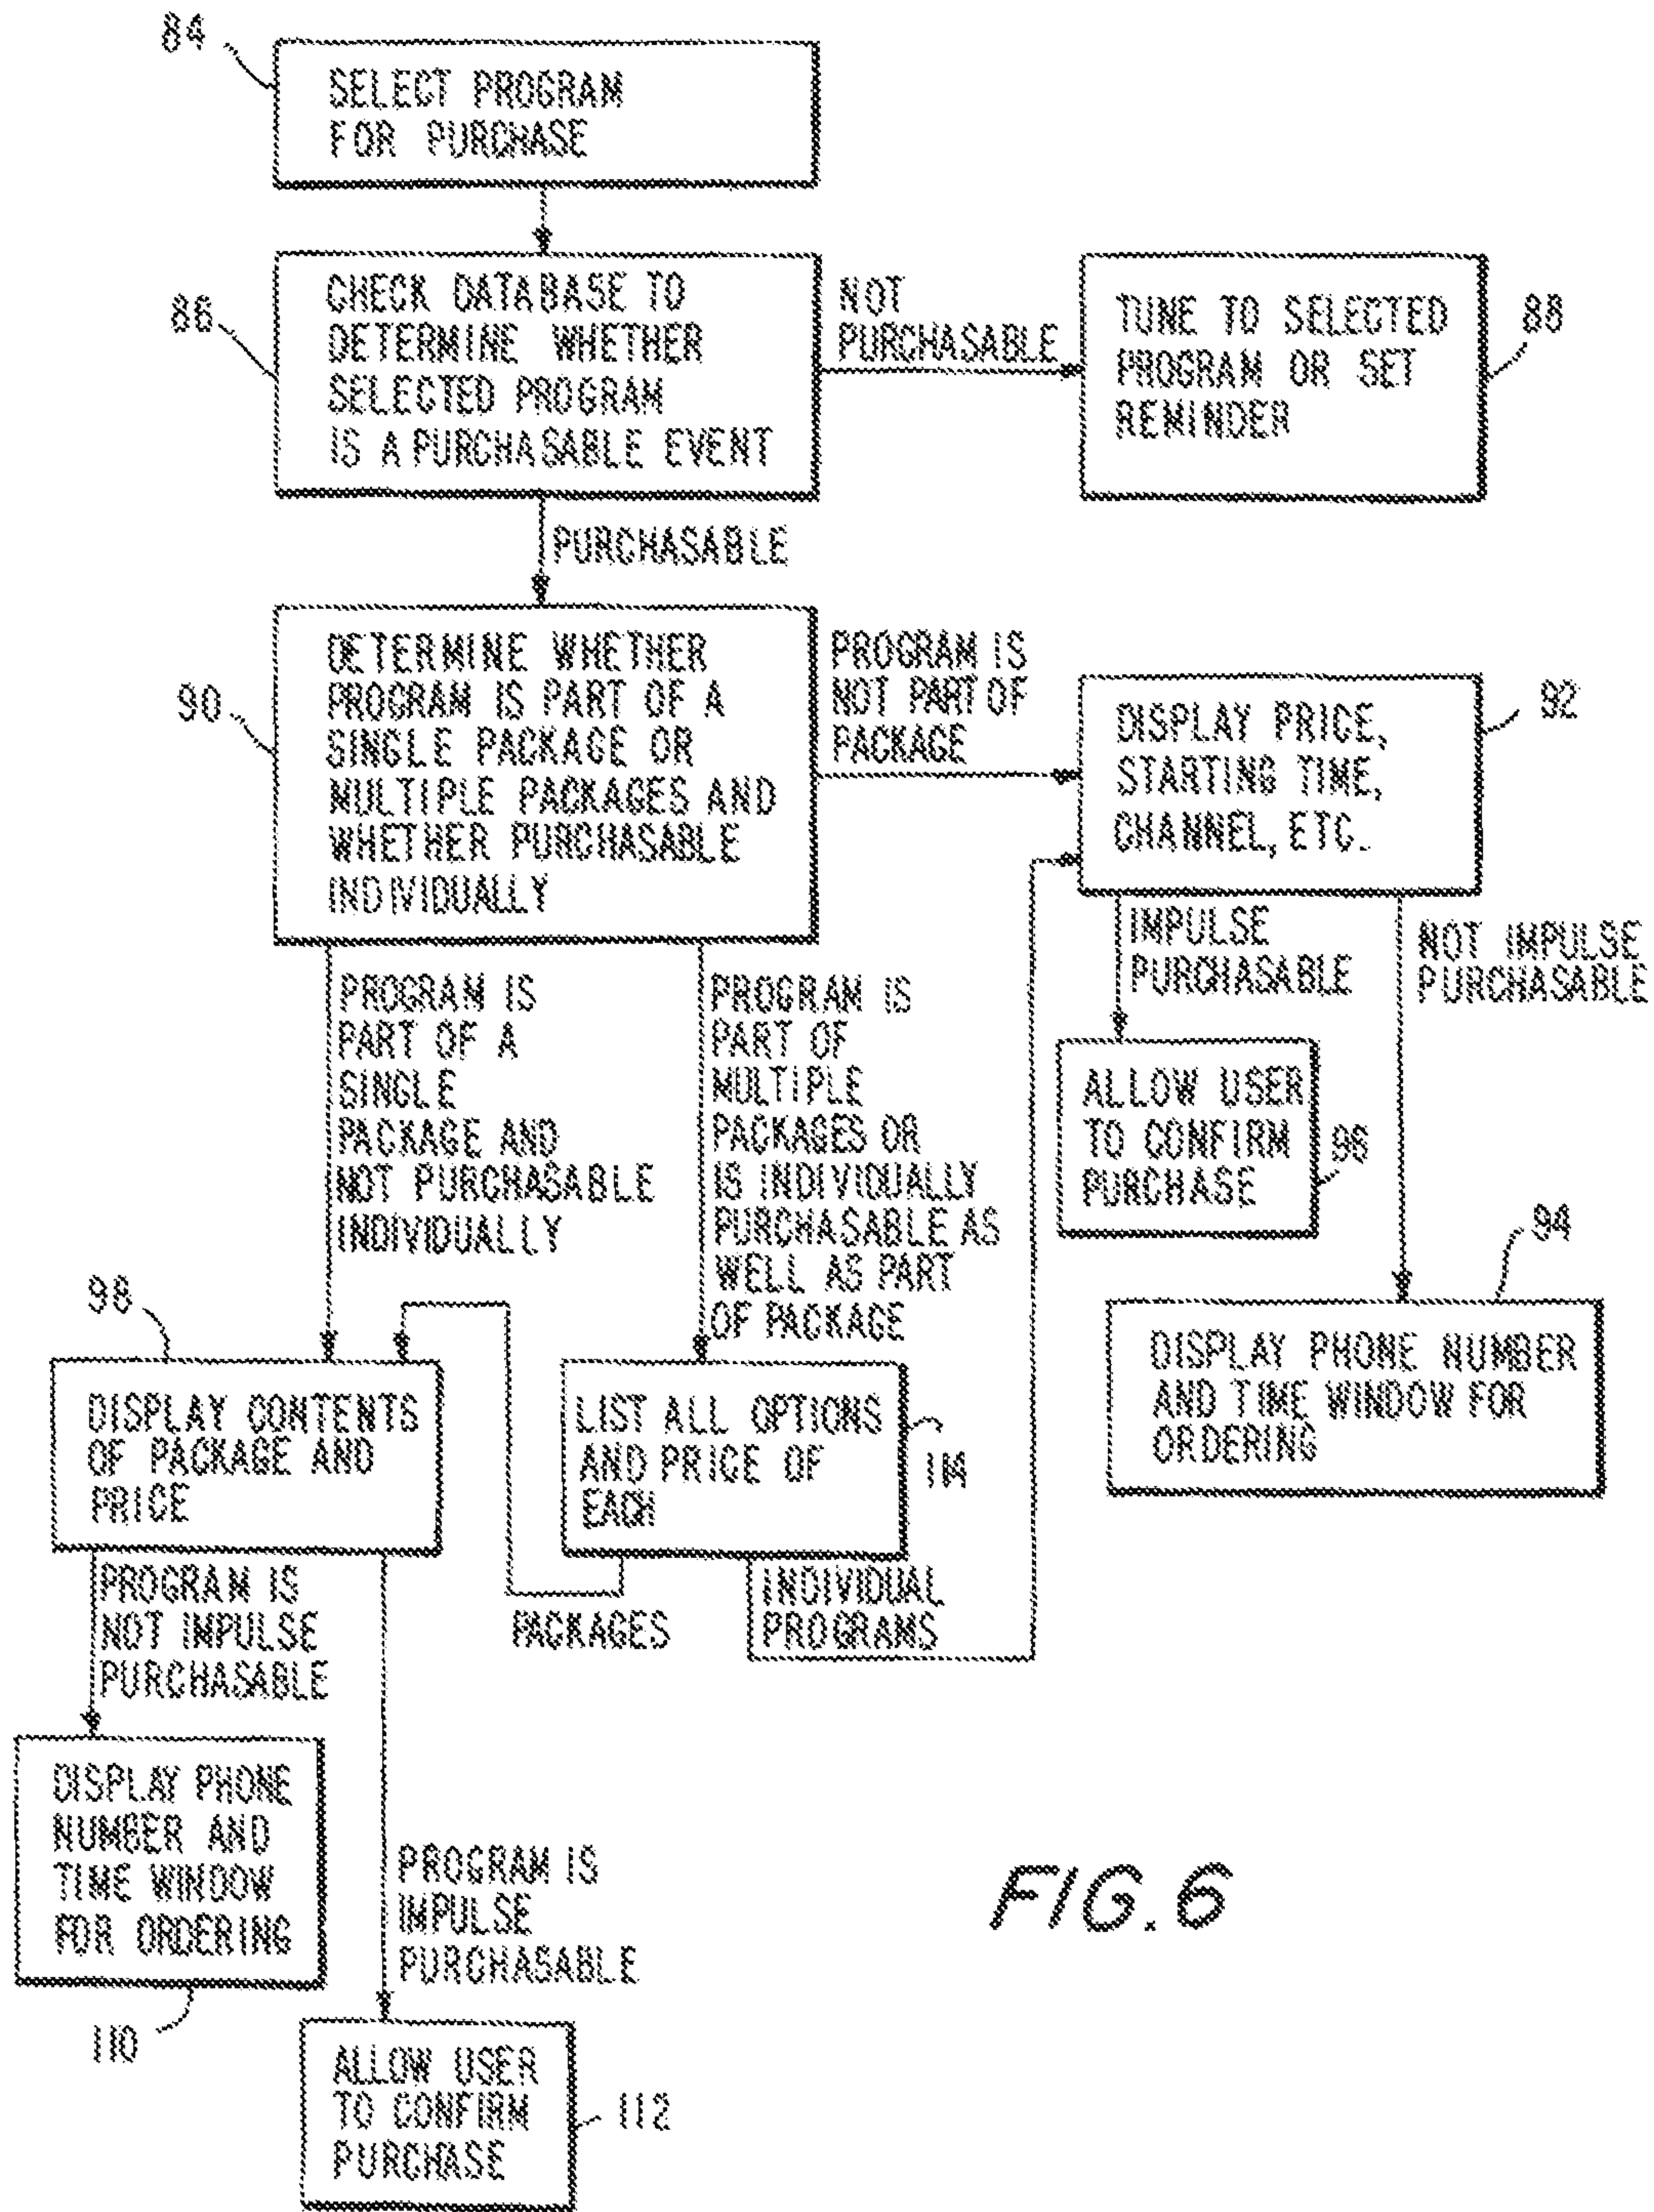 84
SELECT PROGRAM
FOR PURCHASE
86
CHECK DATABASE TO
DETERMINE WHETHER
SELECTED PROGRAM
IS A PURCHASABLE EVENT
NOT
PURCHASABLE
TUNE TO SELECTED
PROGRAM OR SET
REMINDER
88
PURCHASABLE
90
DETERMINE WHETHER
PROGRAM IS PART OF A
SINGLE PACKAGE OR
MULTIPLE PACKAGES AND
WHETHER PURCHASABLE
INDIVIDUALLY
PROGRAM IS
NOT PART OF
PACKAGE
DISPLAY PRICE,
STARTING TIME,
CHANNEL, ETC.
92
IMPULSE
PURCHASABLE
NOT IMPULSE
PURCHASABLE
ALLOW USER
TO CONFIRM
PURCHASE
96
94
DISPLAY PHONE NUMBER
AND TIME WINDOW FOR
ORDERING
PROGRAM IS
PART OF A
SINGLE
PACKAGE AND
NOT PURCHASABLE
INDIVIDUALLY
PROGRAM IS
PART OF
MULTIPLE
PACKAGES OR
IS INDIVIDUALLY
PURCHASABLE AS
WELL AS PART
OF PACKAGE
98
DISPLAY CONTENTS
OF PACKAGE AND
PRICE
LIST ALL OPTIONS
AND PRICE OF
EACH
114
PACKAGES
INDIVIDUAL
PROGRAMS
PROGRAM IS
NOT IMPULSE
PURCHASABLE
DISPLAY PHONE
NUMBER AND
TIME WINDOW
FOR ORDERING
110
PROGRAM IS
IMPULSE
PURCHASABLE
ALLOW USER
TO CONFIRM
PURCHASE
112
FIG. 6